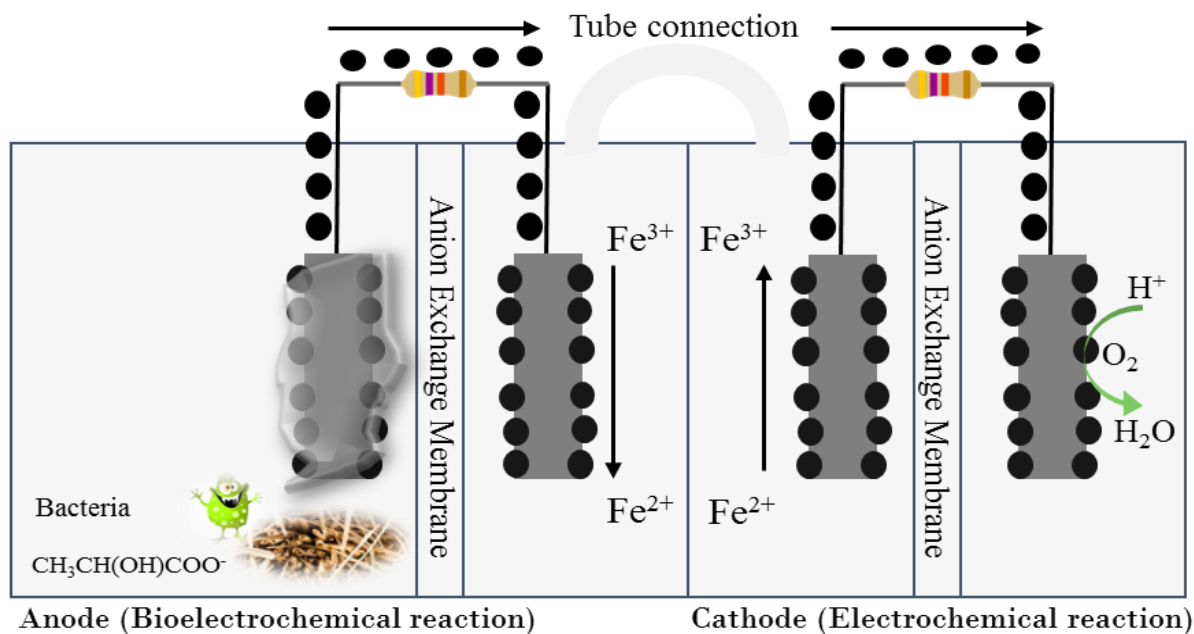 Tube connection
Anion Exchange Membrane
Fe³⁺
Fe²⁺
Fe³⁺
Fe²⁺
Anion Exchange Membrane
H⁺
O₂
H₂O
Bacteria
CH₃CH(OH)COO⁻
Anode (Bioelectrochemical reaction)
Cathode (Electrochemical reaction)